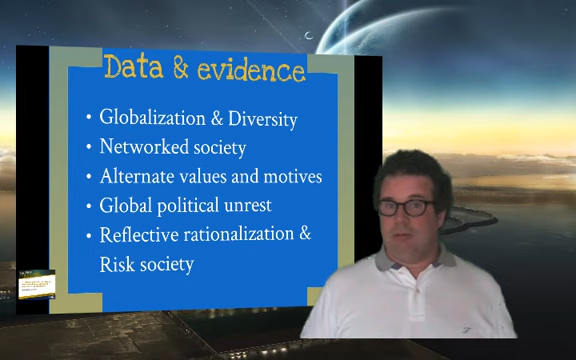 Data & evidence
• Globalization & Diversity
• Networked society
• Alternate values and motives
• Global political unrest
• Reflective rationalization &
Risk society